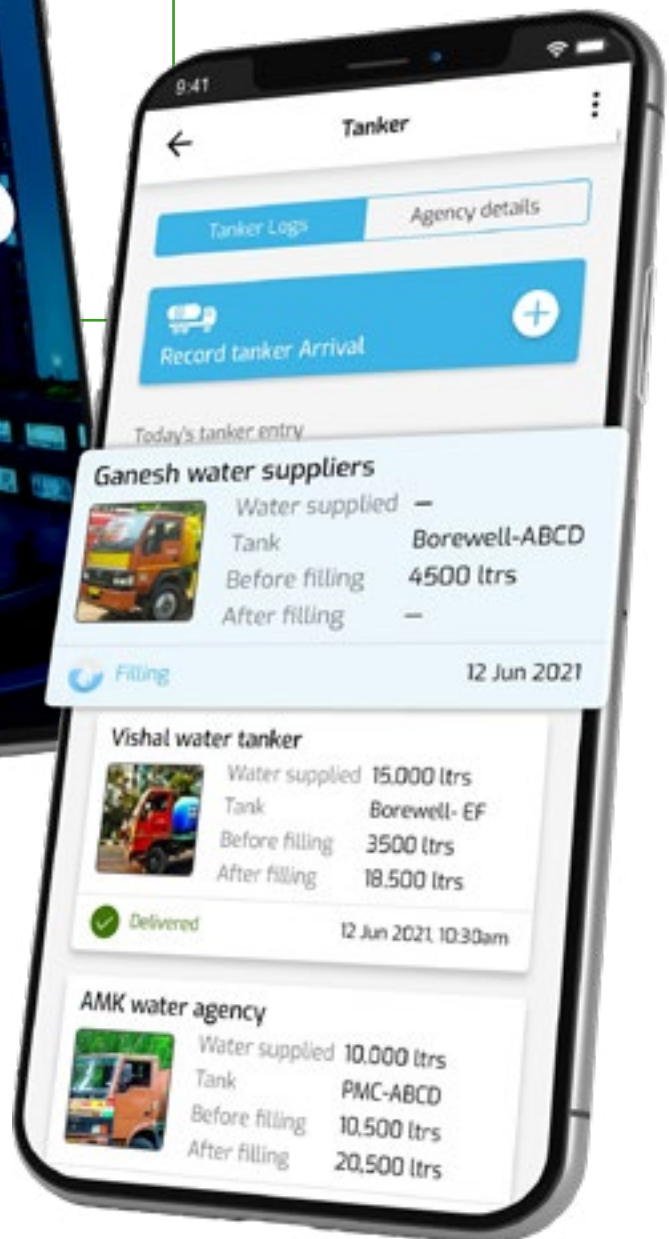 9:41
Tanker
Tanker Logs Agency details
Record tanker Arrival
Today's tanker entry
Ganesh water suppliers
Water supplied –
Tank Borewell-ABCD
Before filling 4500 ltrs
After filling –
Filling 12 Jun 2021
Vishal water tanker
Water supplied 15,000 ltrs
Tank Borewell- EF
Before filling 3500 ltrs
After filling 18,500 ltrs
Delivered 12 Jun 2021, 10:30am
AMK water agency
Water supplied 10,000 ltrs
Tank PMC-ABCD
Before filling 10,500 ltrs
After filling 20,500 ltrs